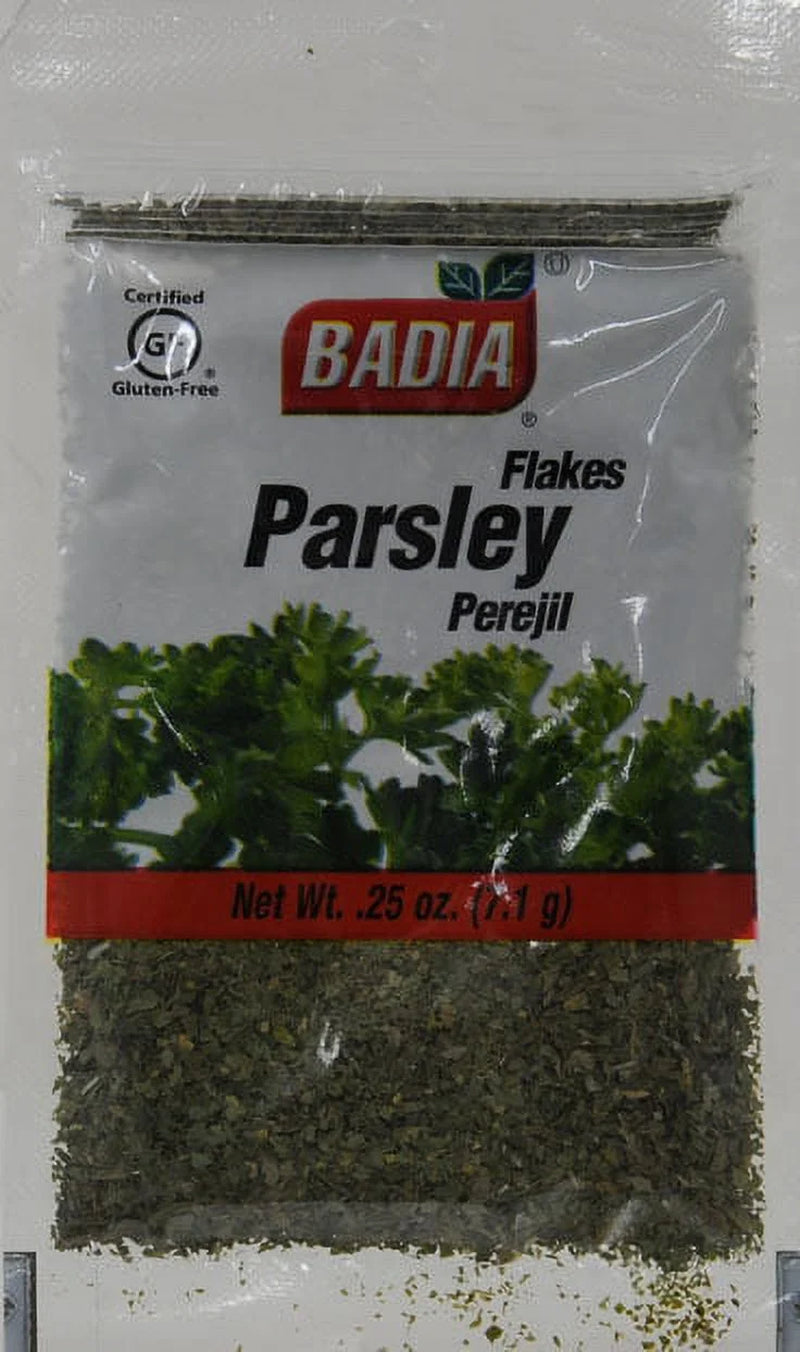 Certified
GF
®
Gluten-Free
BADIA
®
Flakes
Parsley
Perejil
Net Wt. .25 oz. (7.1 g)